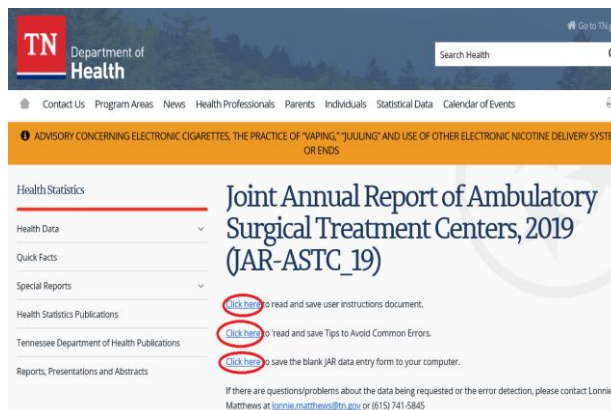 Go to TN.
TN
Department of
Health
Search Health
Contact Us Program Areas News Health Professionals Parents Individuals Statistical Data Calendar of Events
ADVISORY CONCERNING ELECTRONIC CIGARETTES, THE PRACTICE OF "VAPING," "JUULING" AND USE OF OTHER ELECTRONIC NICOTINE DELIVERY SYSTE
OR ENDS
Health Statistics
Health Data
Quick Facts
Special Reports
Health Statistics Publications
Tennessee Department of Health Publications
Reports, Presentations and Abstracts
Joint Annual Report of Ambulatory
Surgical Treatment Centers, 2019
(JAR-ASTC_19)
Click here to read and save user instructions document.
Click here to 'read and save Tips to Avoid Common Errors.
Click here to save the blank JAR data entry form to your computer.
If there are questions/problems about the data being requested or the error detection, please contact Lonnie
Matthews at lonnie.matthews@tn.gov or (615) 741-5845